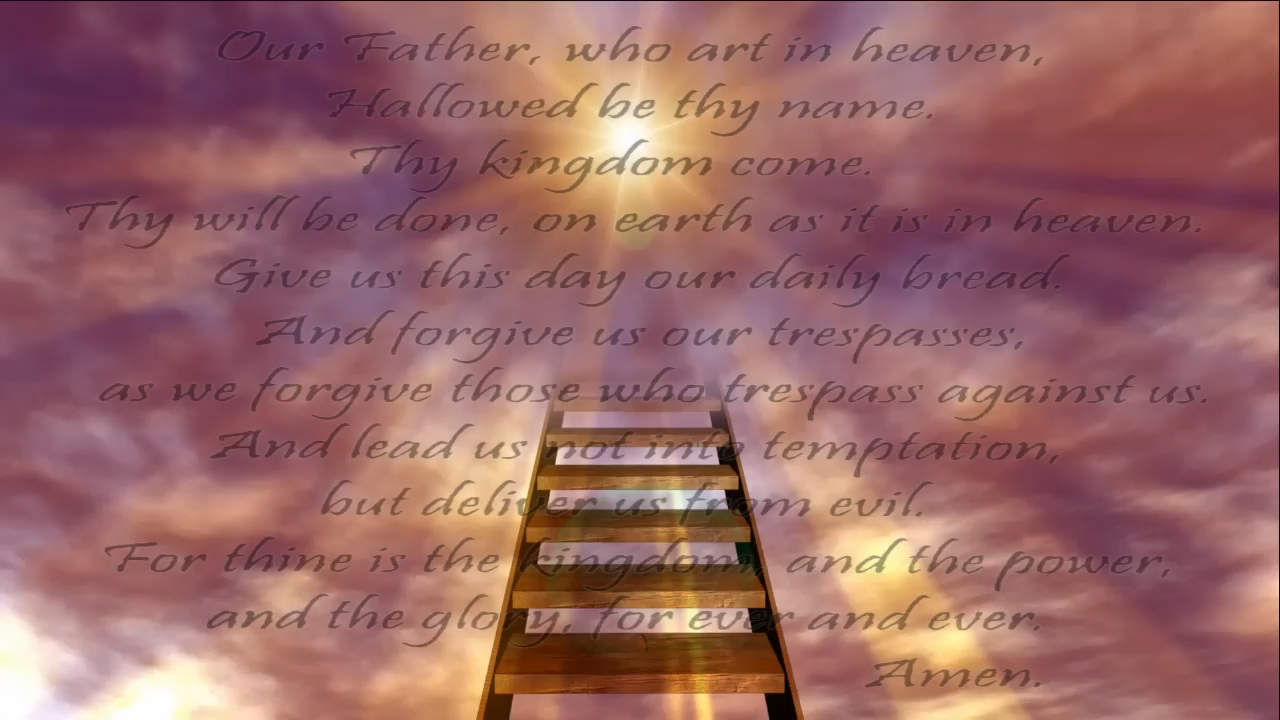 Our Father, who art in heaven,
Hallowed be thy name.
Thy kingdom come.
Thy will be done, on earth as it is in heaven.
Give us this day our daily bread.
And forgive us our trespasses,
as we forgive those who trespass against us.
And lead us not into temptation,
but deliver us from evil.
For thine is the kingdom, and the power,
and the glory, for ever and ever.
Amen.